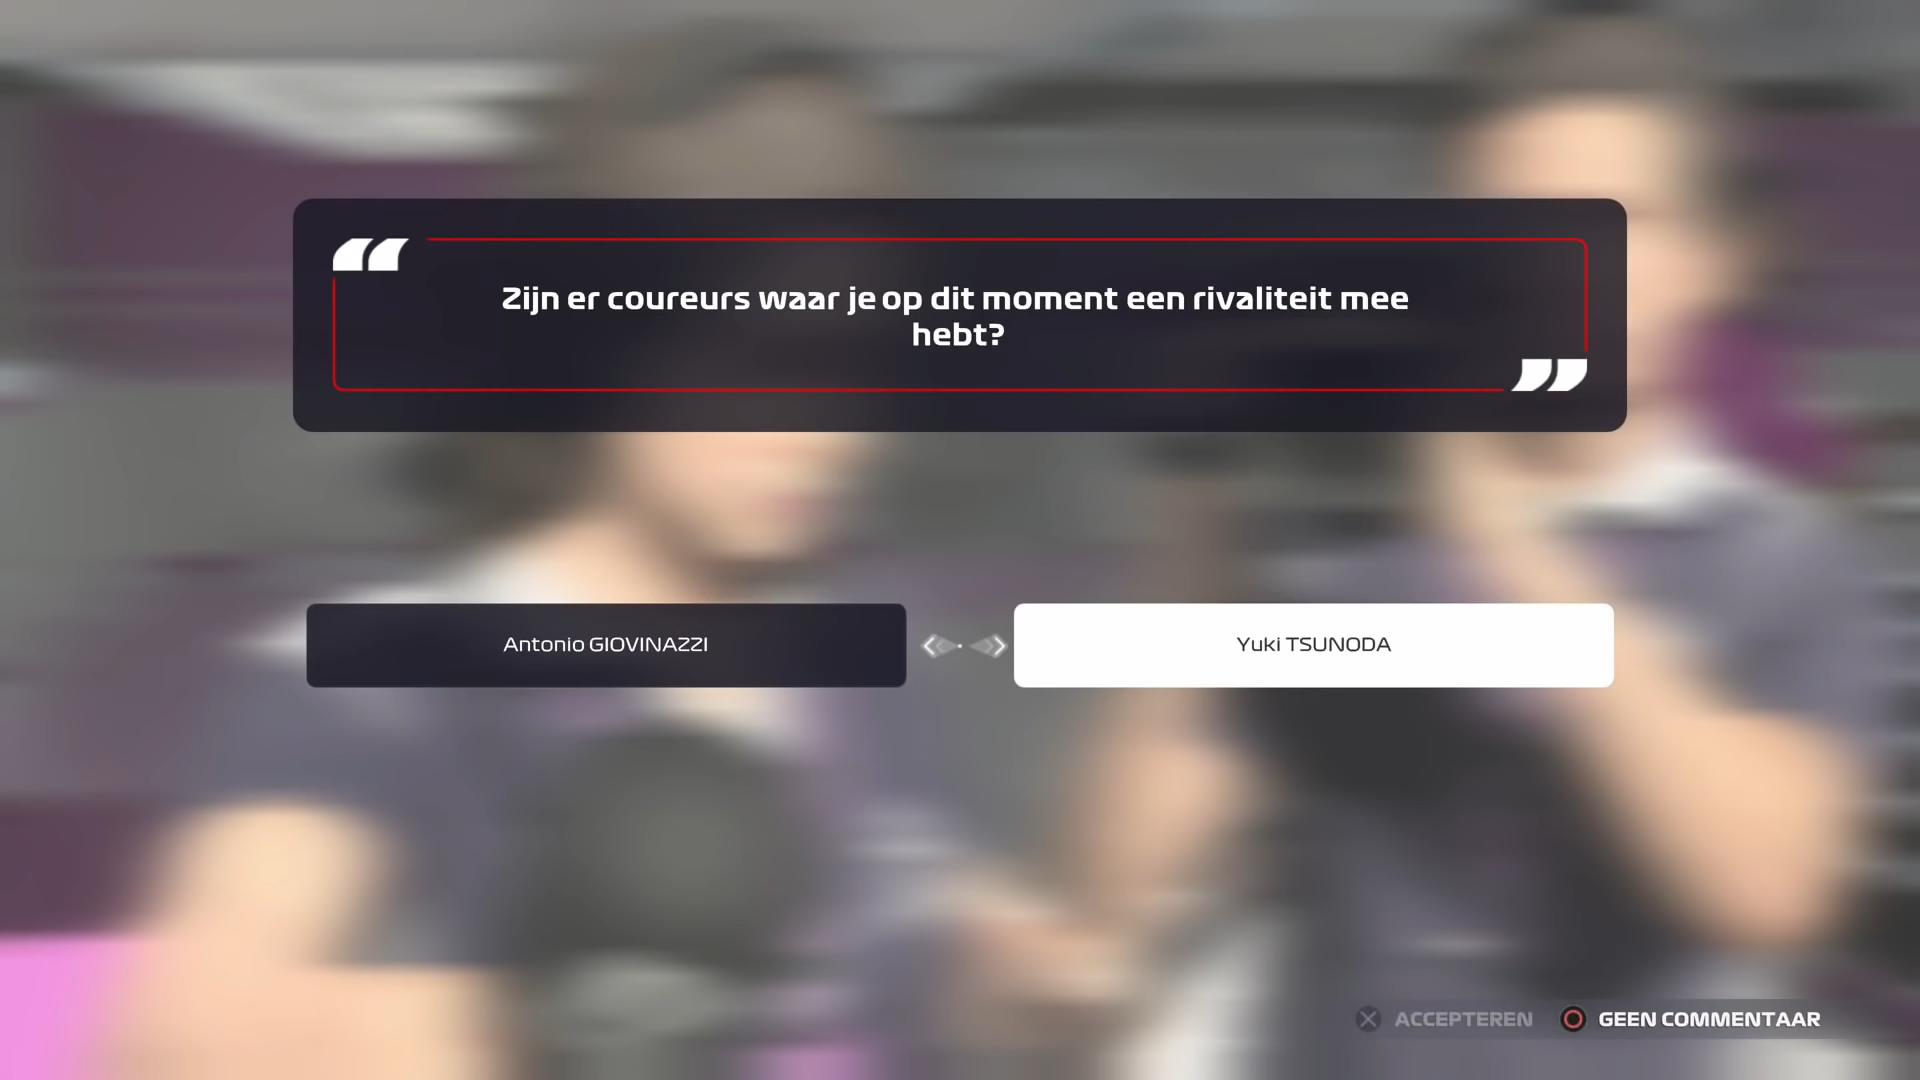 Zijn er coureurs waar je op dit moment een rivaliteit mee
hebt?
Antonio GIOVINAZZI
Yuki TSUNODA
ACCEPTEREN
GEEN COMMENTAAR